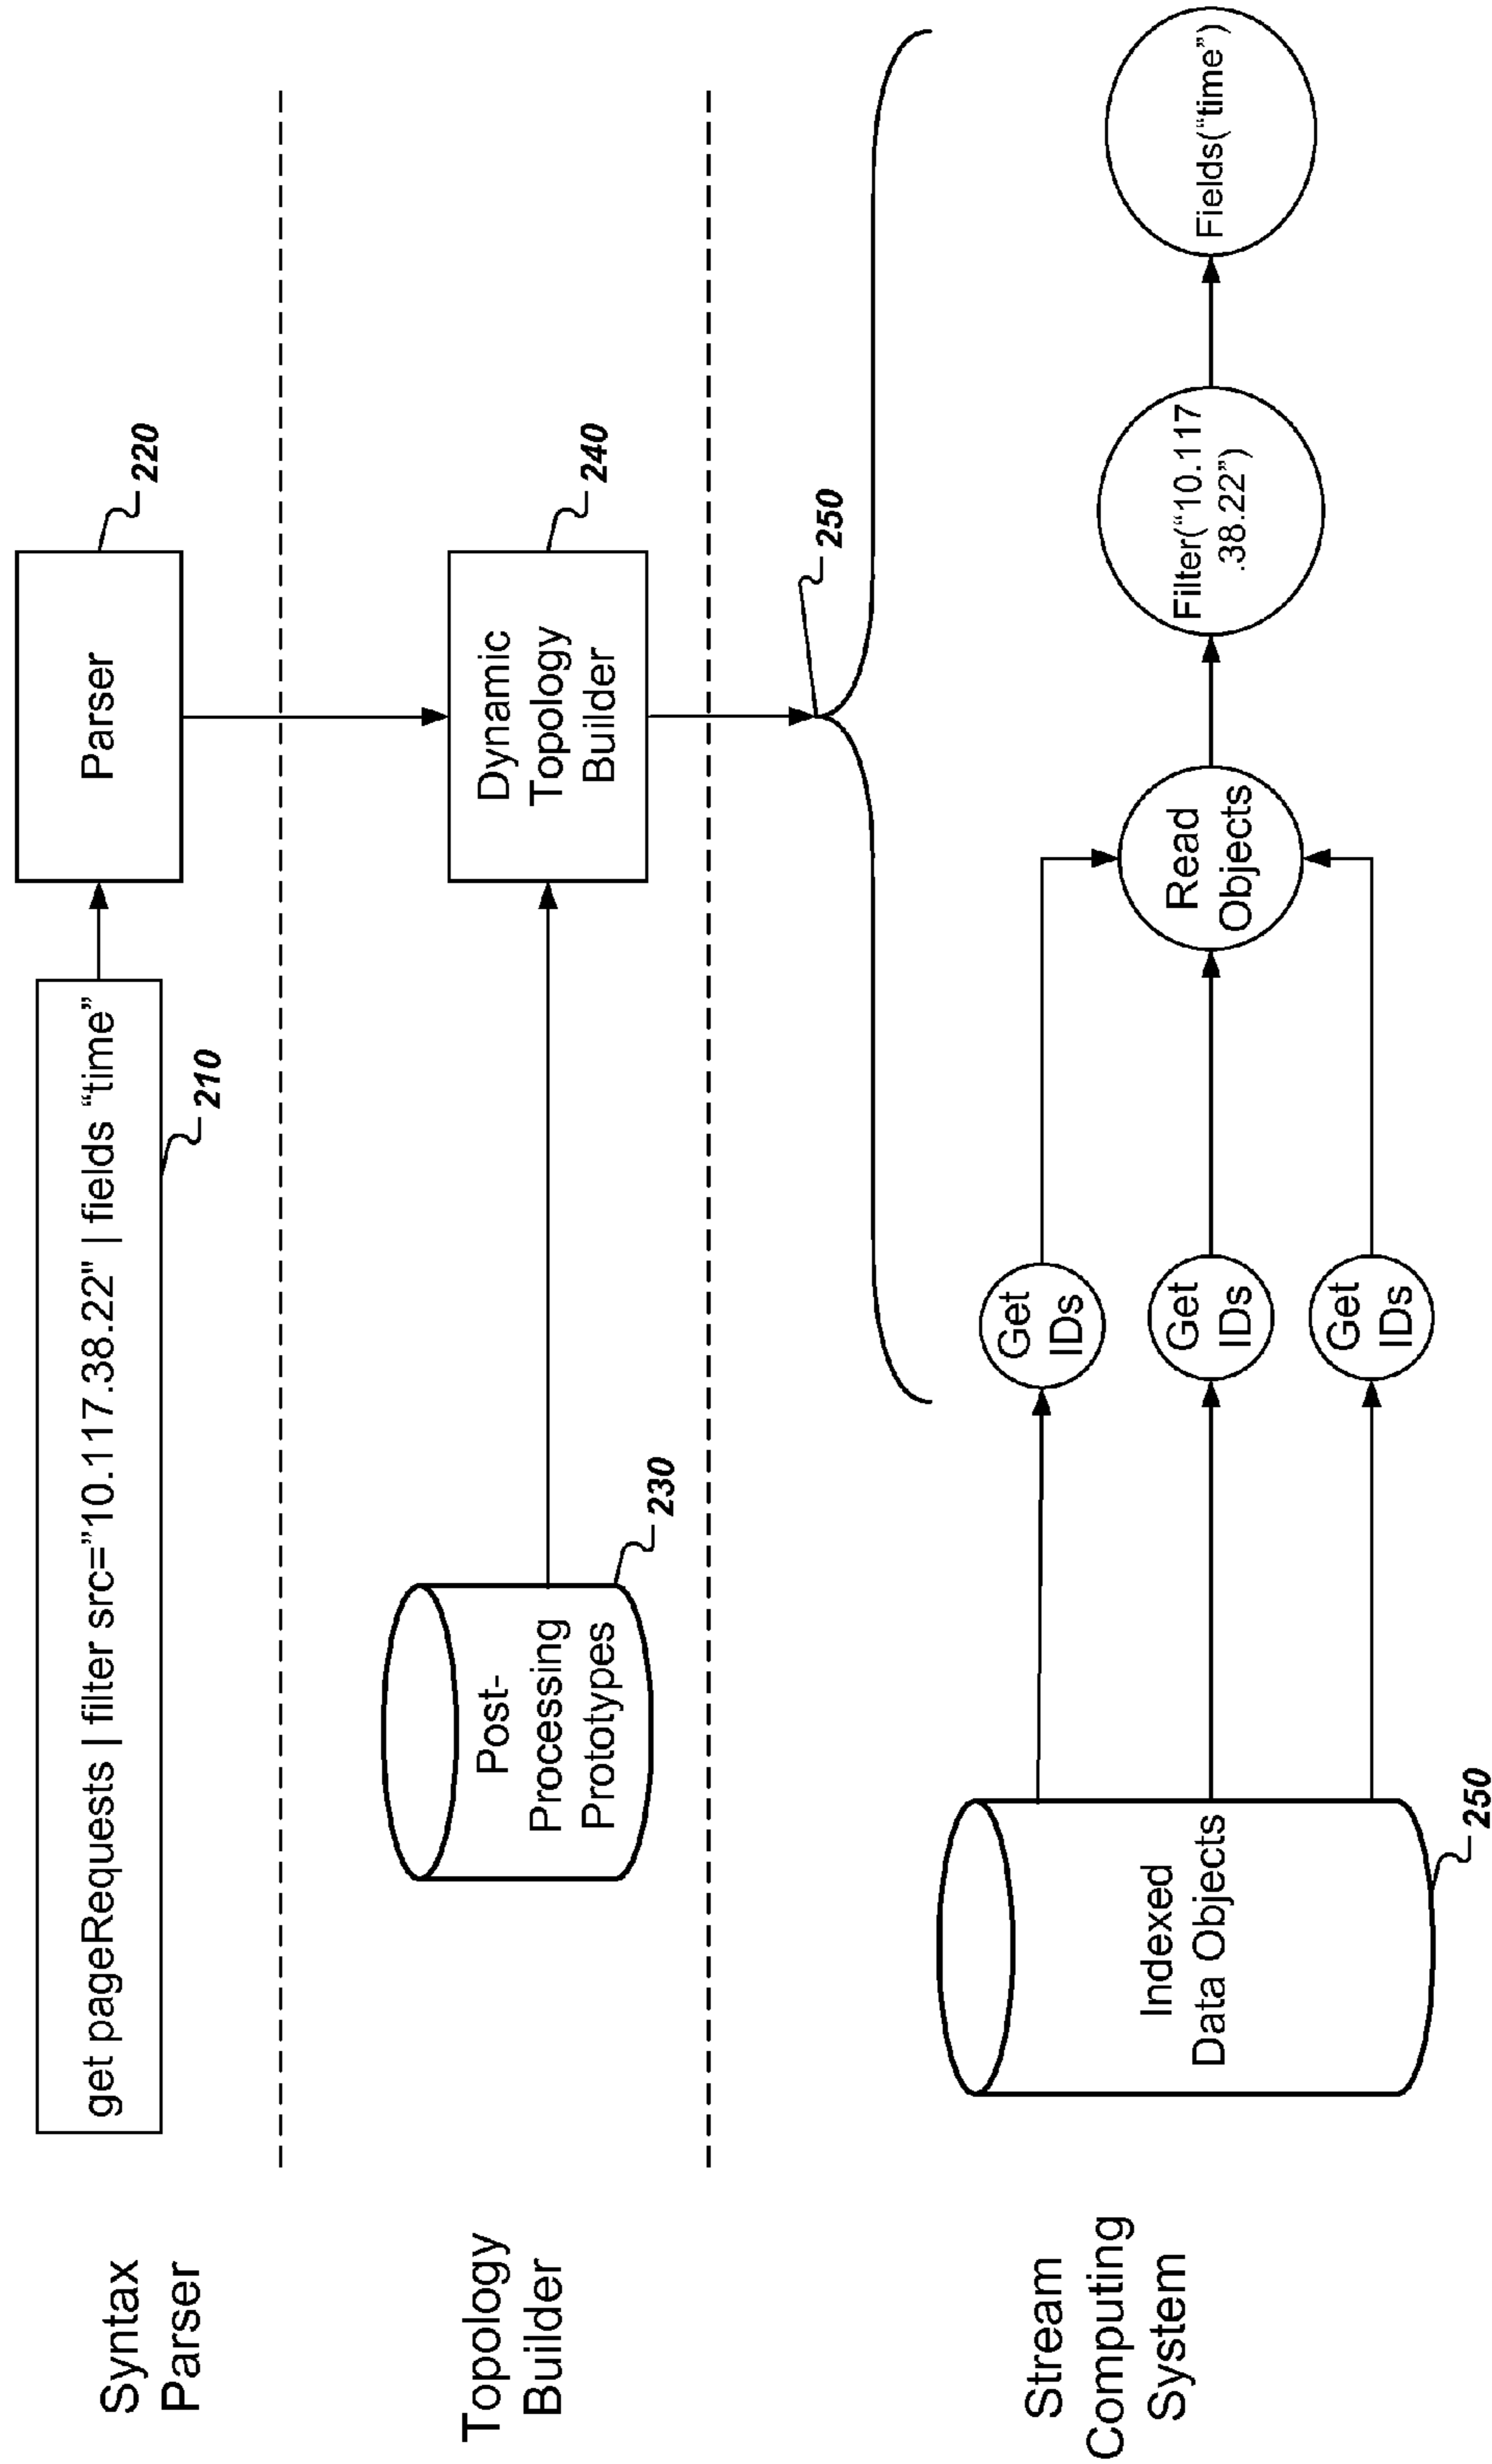 Syntax
Parser
get pageRequests | filter src=”10.117.38.22" | fields “time”
210
Parser
220
Topology
Builder
Post-
Processing
Prototypes
230
Dynamic
Topology
Builder
240
250
Stream
Computing
System
Indexed
Data Objects
250
Get
IDs
Get
IDs
Get
IDs
Read
Objects
Filter(“10.117
.38.22”)
Fields(“time”)